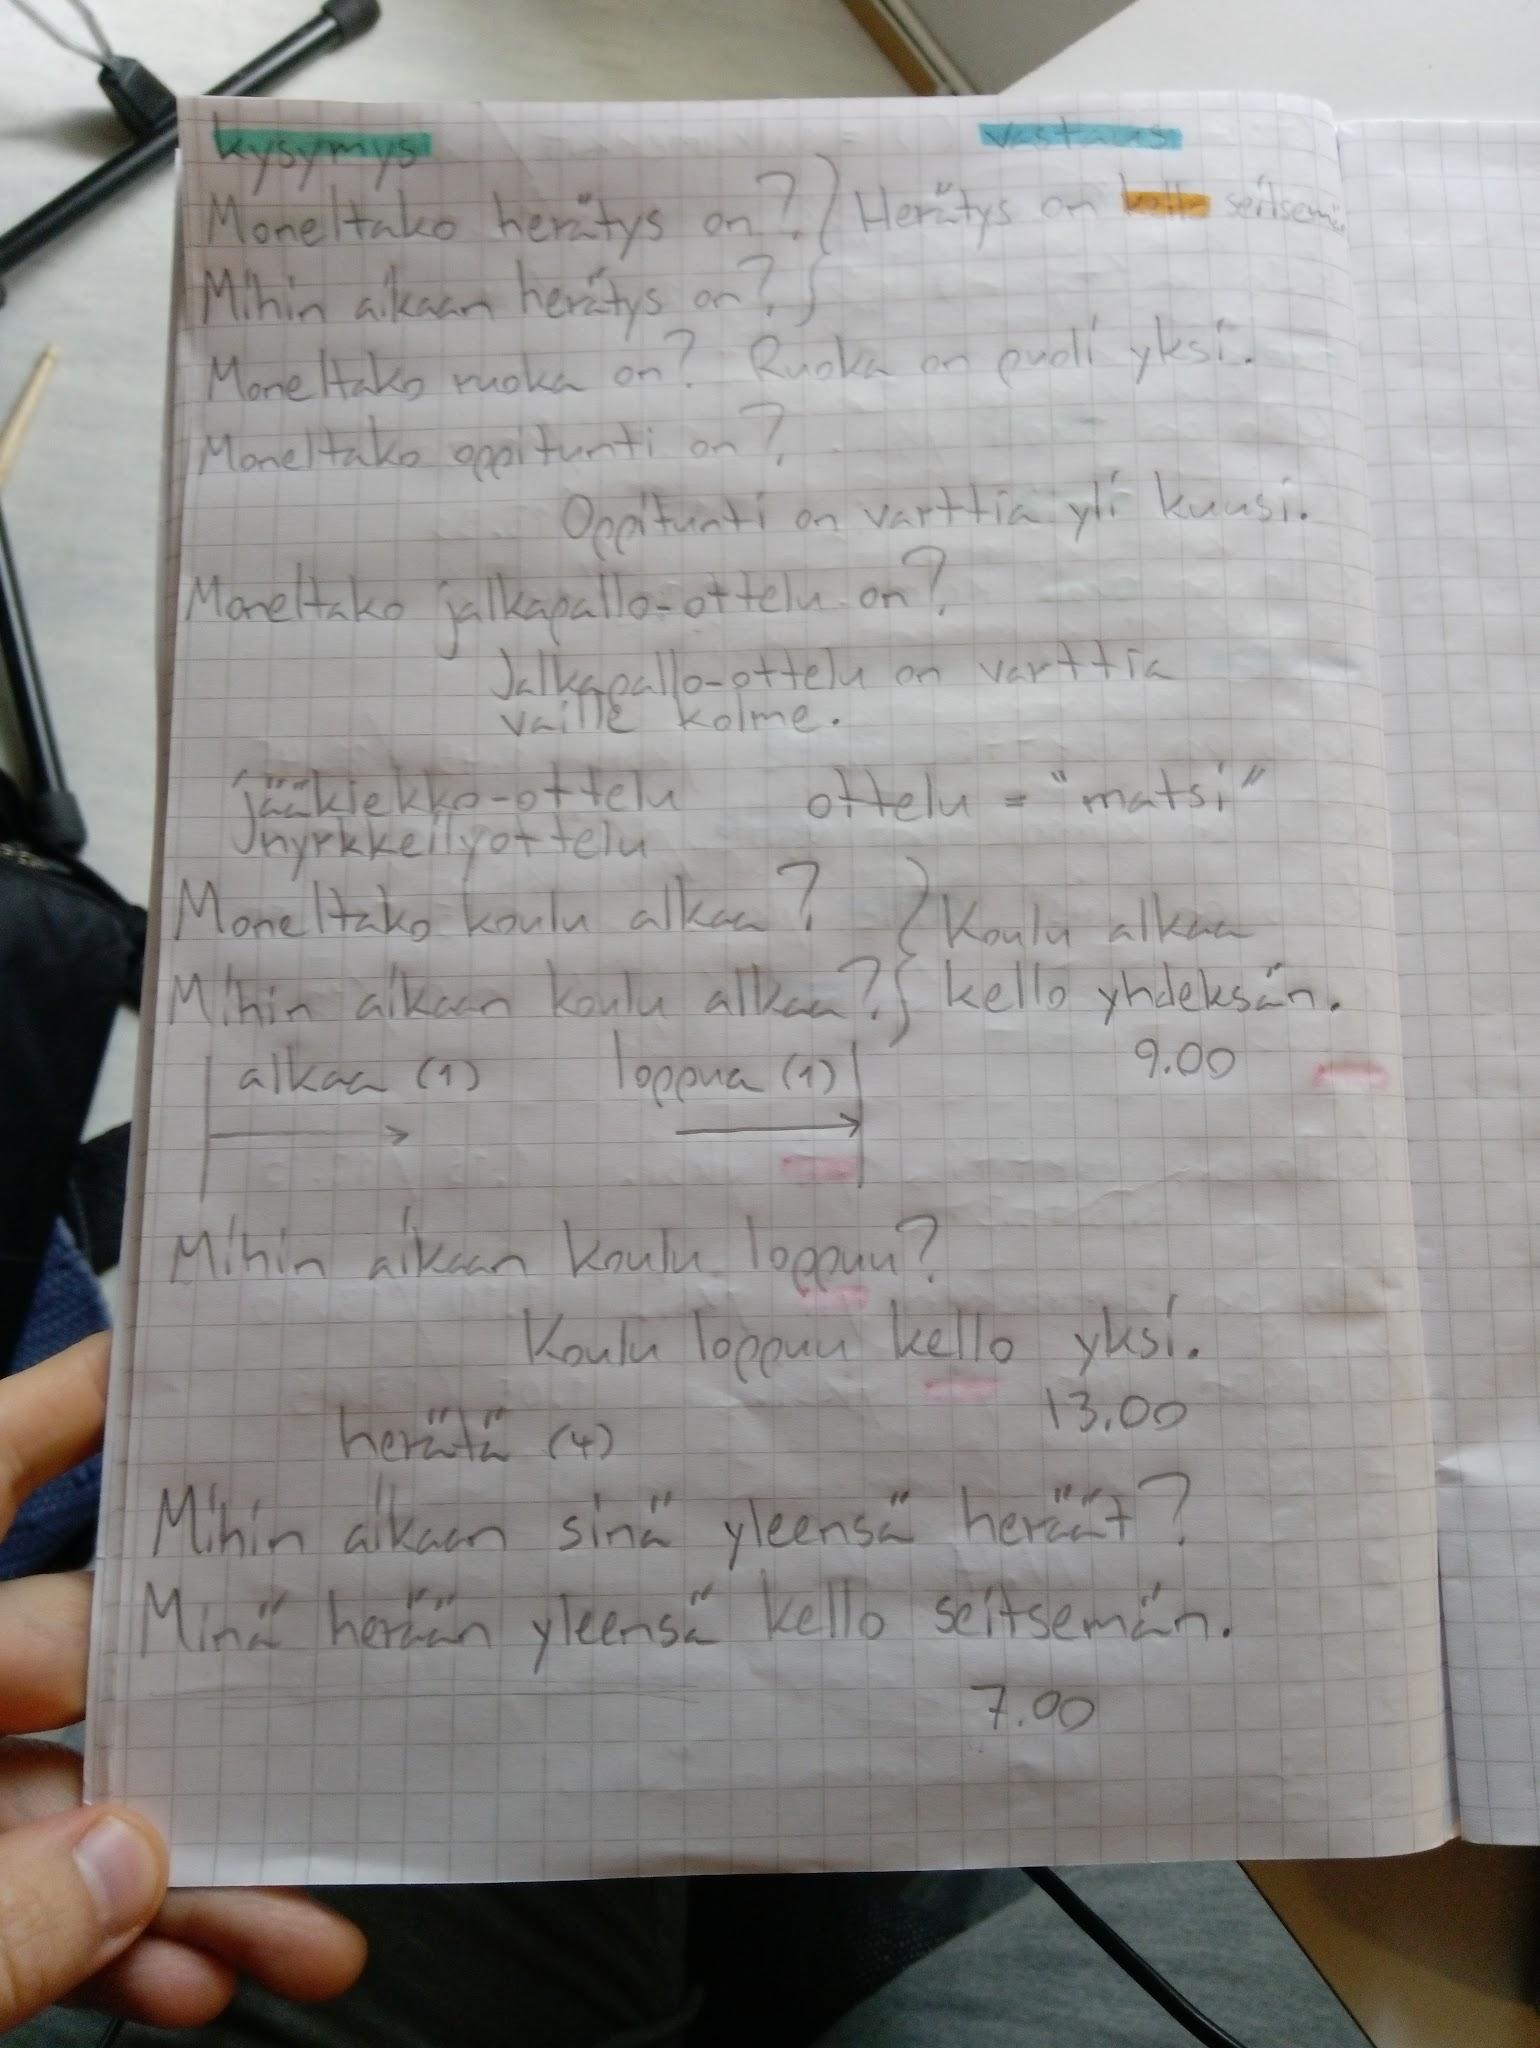 kysymys vastaus
Moneltako herätys on? Herätys on kello seitsemän.
Mihin aikaan herätys on?
Moneltako ruoka on? Ruoka on puoli yksi.
Moneltako oppitunti on?
Oppitunti on varttia yli kuusi.
Moneltako jalkapallo-ottelu on?
Jalkapallo-ottelu on varttia
vaille kolme.
jääkiekko-ottelu ottelu = "matsi"
nyrkkeilyottelu
Moneltako koulu alkaa? Koulu alkaa
Mihin aikaan koulu alkaa? kello yhdeksän.
alkaa (1) loppua (1) 9.00
Mihin aikaan koulu loppuu?
Koulu loppuu kello yksi.
herätä (4) 13.00
Mihin aikaan sinä yleensä heräät?
Minä herään yleensä kello seitsemän.
7.00